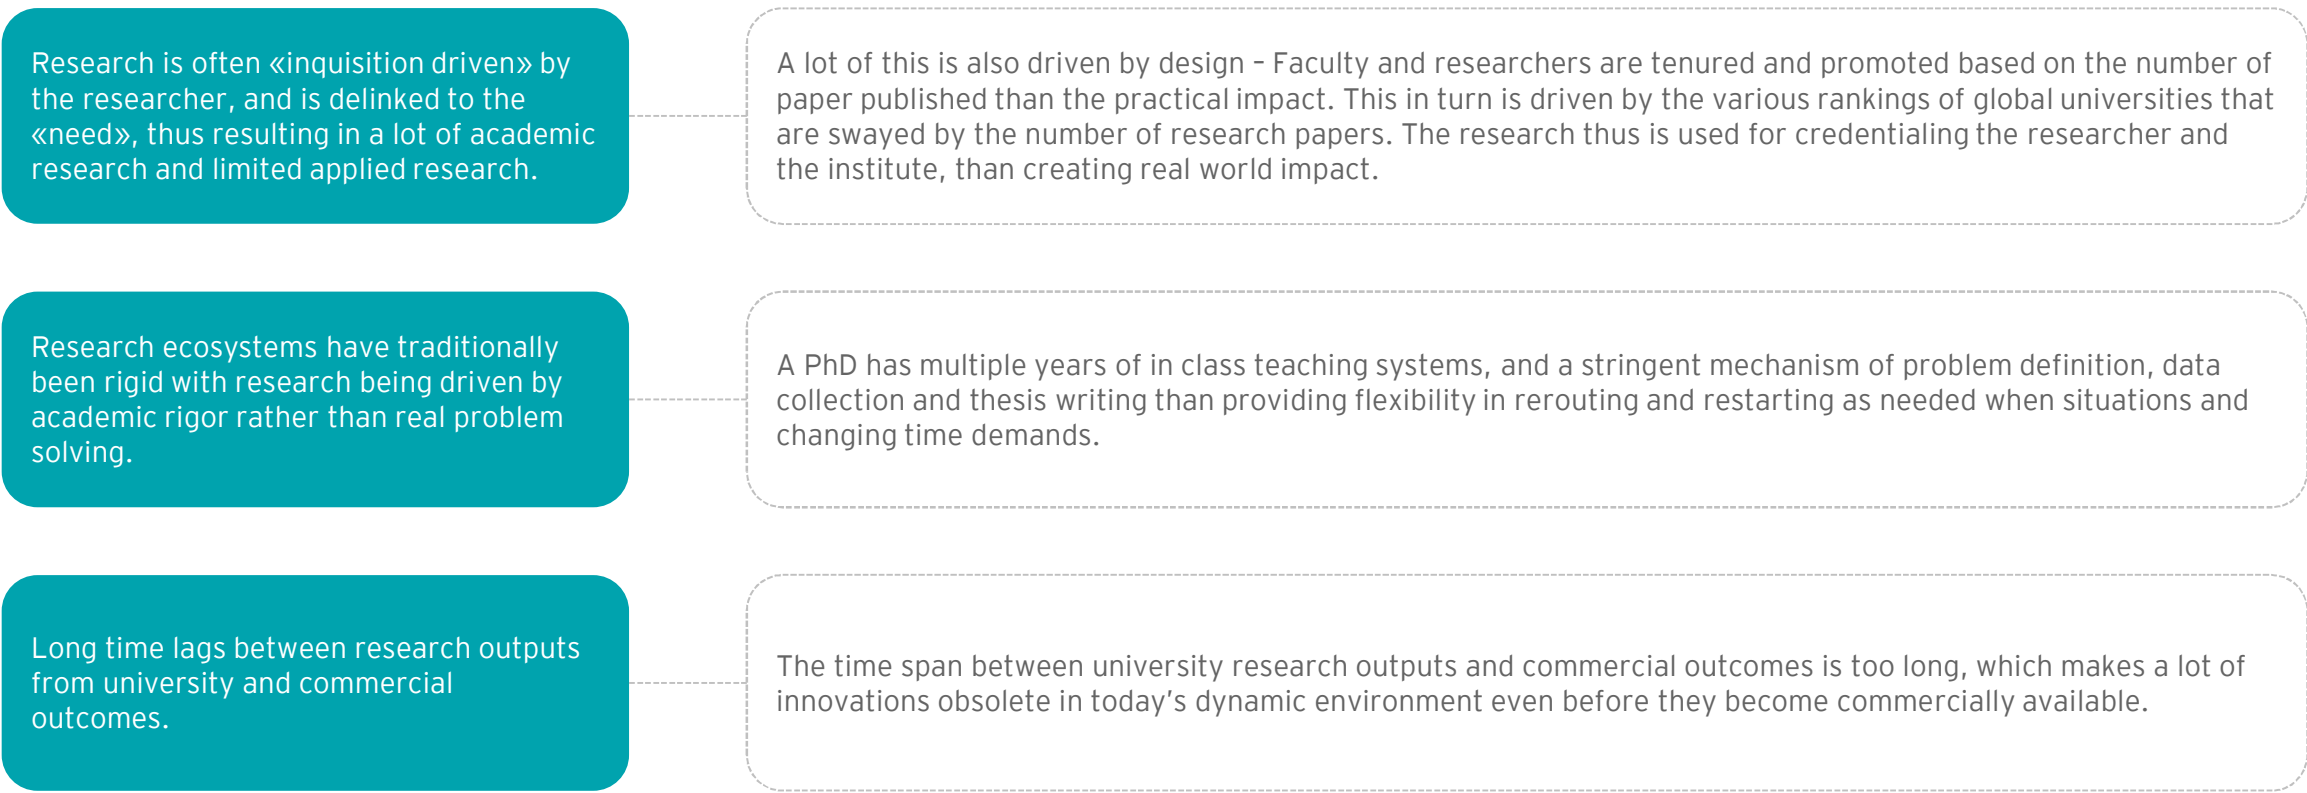 Research is often «inquisition driven» by
the researcher, and is delinked to the
«need», thus resulting in a lot of academic
research and limited applied research.
A lot of this is also driven by design – Faculty and researchers are tenured and promoted based on the number of
paper published than the practical impact. This in turn is driven by the various rankings of global universities that
are swayed by the number of research papers. The research thus is used for credentialing the researcher and
the institute, than creating real world impact.
Research ecosystems have traditionally
been rigid with research being driven by
academic rigor rather than real problem
solving.
A PhD has multiple years of in class teaching systems, and a stringent mechanism of problem definition, data
collection and thesis writing than providing flexibility in rerouting and restarting as needed when situations and
changing time demands.
Long time lags between research outputs
from university and commercial
outcomes.
The time span between university research outputs and commercial outcomes is too long, which makes a lot of
innovations obsolete in today's dynamic environment even before they become commercially available.